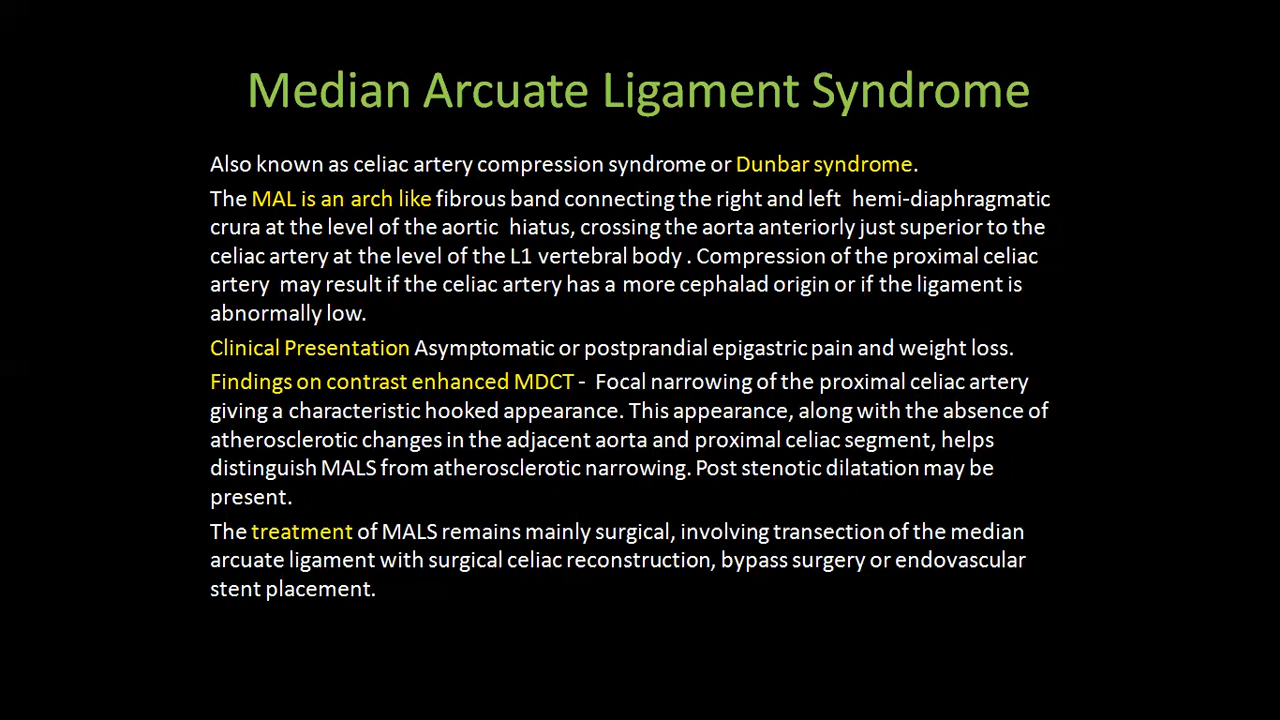 Median Arcuate Ligament Syndrome
Also known as celiac artery compression syndrome or Dunbar syndrome.
The MAL is an arch like fibrous band connecting the right and left hemi-diaphragmatic
crura at the level of the aortic hiatus, crossing the aorta anteriorly just superior to the
celiac artery at the level of the L1 vertebral body . Compression of the proximal celiac
artery may result if the celiac artery has a more cephalad origin or if the ligament is
abnormally low.
Clinical Presentation Asymptomatic or postprandial epigastric pain and weight loss.
Findings on contrast enhanced MDCT - Focal narrowing of the proximal celiac artery
giving a characteristic hooked appearance. This appearance, along with the absence of
atherosclerotic changes in the adjacent aorta and proximal celiac segment, helps
distinguish MALS from atherosclerotic narrowing. Post stenotic dilatation may be
present.
The treatment of MALS remains mainly surgical, involving transection of the median
arcuate ligament with surgical celiac reconstruction, bypass surgery or endovascular
stent placement.